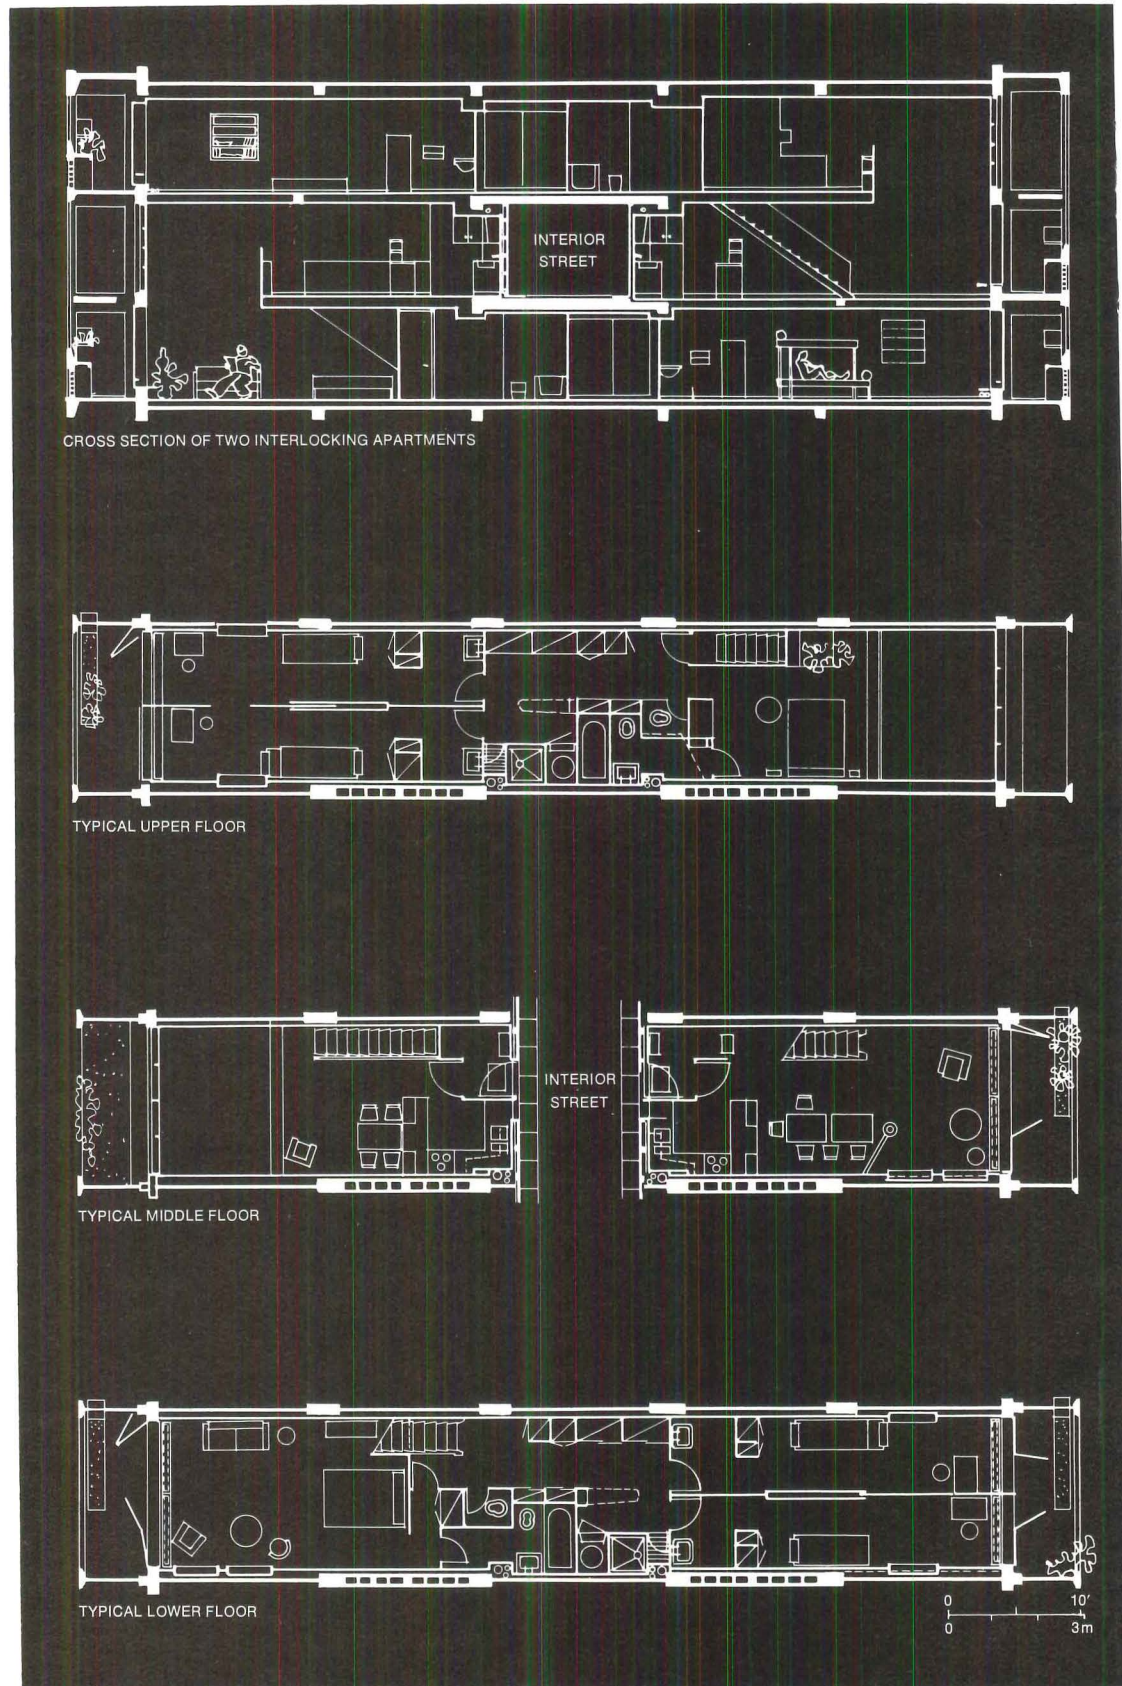 INTERIOR
STREET
CROSS SECTION OF TWO INTERLOCKING APARTMENTS
TYPICAL UPPER FLOOR
INTERIOR
STREET
TYPICAL MIDDLE FLOOR
TYPICAL LOWER FLOOR
0 10'
0 3m